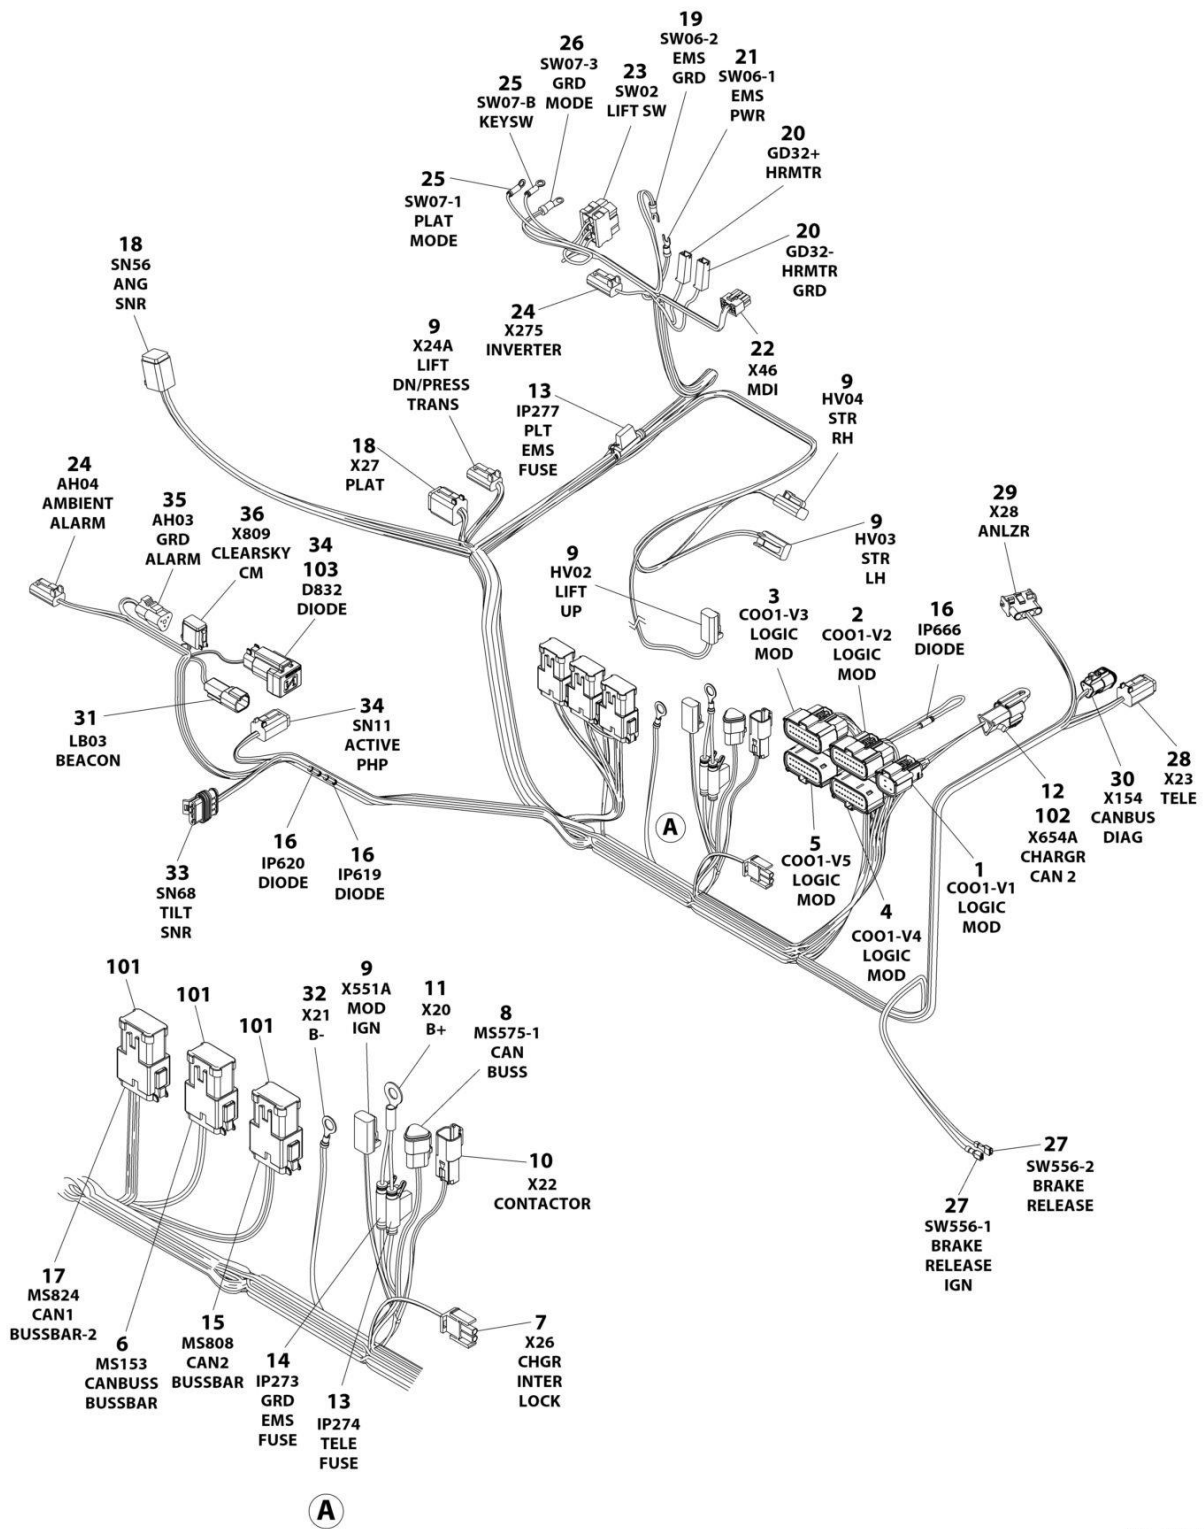 19
SW06-2
EMS
GRD
26
SW07-3
GRD
MODE
21
SW06-1
EMS
PWR
23
SW02
LIFT SW
25
SW07-B
KEYSW
20
GD32+
HRMTR
25
SW07-1
PLAT
MODE
20
GD32-
HRMTR
GRD
18
SN56
ANG
SNR
24
X275
INVERTER
22
X46
MDI
9
X24A
LIFT
DN/PRESS
TRANS
13
IP277
PLT
EMS
FUSE
9
HV04
STR
RH
18
X27
PLAT
24
AH04
AMBIENT
ALARM
35
AH03
GRD
ALARM
36
X809
CLEARSKY
CM
34
103
D832
DIODE
29
X28
ANLZR
9
HV03
STR
LH
9
HV02
LIFT
UP
3
COO1-V3
LOGIC
MOD
2
COO1-V2
LOGIC
MOD
16
IP666
DIODE
31
LB03
BEACON
34
SN11
ACTIVE
PHP
28
X23
TELE
30
X154
CANBUS
DIAG
12
102
X654A
CHARGR
CAN 2
A
33
SN68
TILT
SNR
16
IP620
DIODE
16
IP619
DIODE
5
COO1-V5
LOGIC
MOD
1
COO1-V1
LOGIC
MOD
4
COO1-V4
LOGIC
MOD
101
101
101
32
X21
B-
9
X551A
MOD
IGN
11
X20
B+
8
MS575-1
CAN
BUSS
10
X22
CONTACTOR
27
SW556-2
BRAKE
RELEASE
27
SW556-1
BRAKE
RELEASE
IGN
17
MS824
CAN1
BUSSBAR-2
6
MS153
CANBUSS
BUSSBAR
15
MS808
CAN2
BUSSBAR
14
IP273
GRD
EMS
FUSE
13
IP274
TELE
FUSE
7
X26
CHGR
INTER
LOCK
A